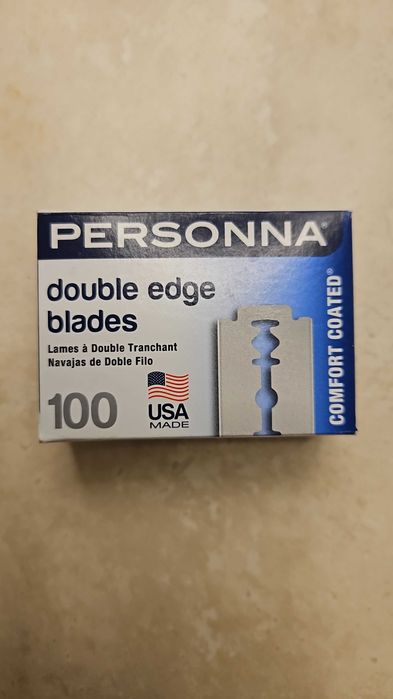 PERSONNA®
double edge
blades
Lames à Double Tranchant
Navajas de Doble Filo
100
USA
MADE
COMFORT COATED®